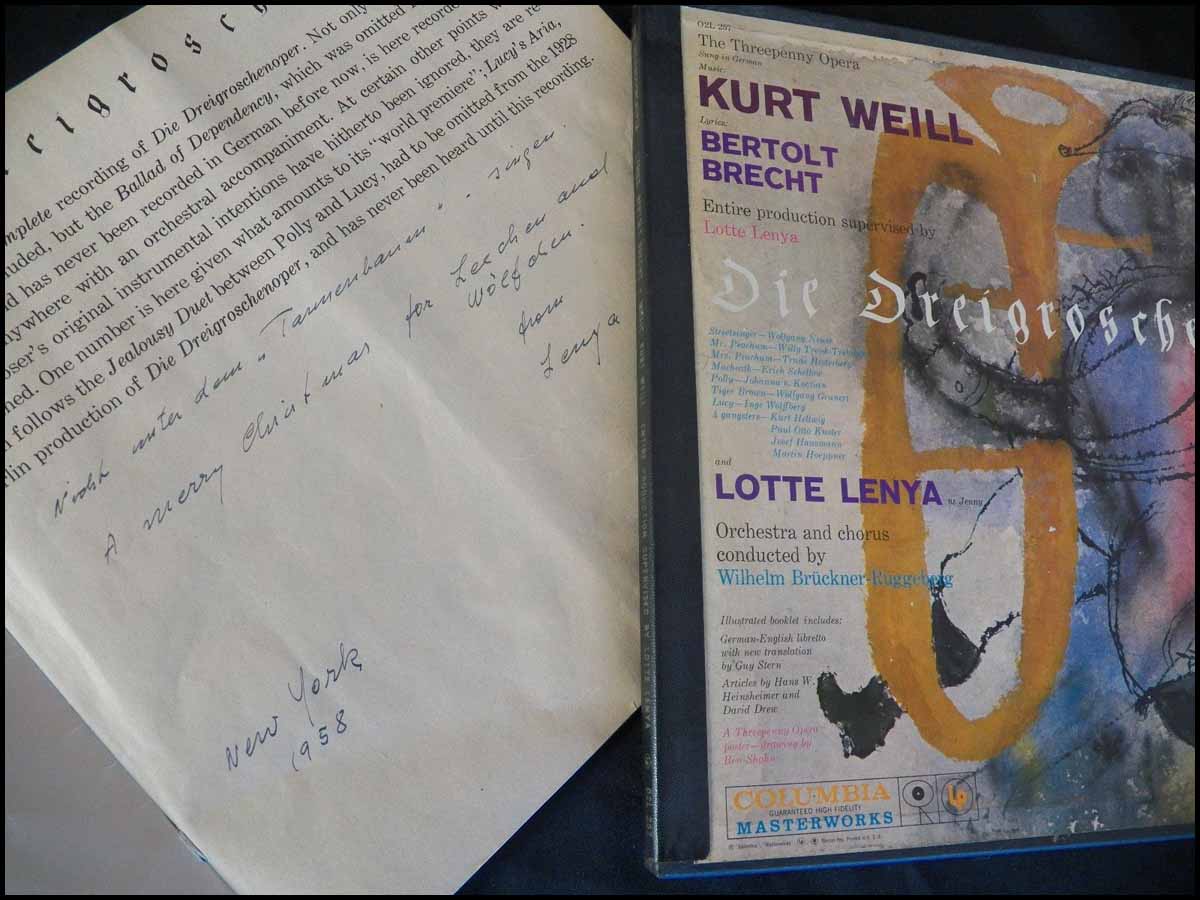 reigrosch
mplete recording of Die Dreigroschenoper. Not only
uded, but the Ballad of Dependency, which was omitted
d has never been recorded in German before now, is here recorde
nywhere with an orchestral accompaniment. At certain other points w
oser's original instrumental intentions have hitherto been ignored, they are re
ned. One number is here given what amounts to its "world premiere"; Lucy's Aria,
h follows the Jealousy Duet between Polly and Lucy, had to be omitted from the 1928
lin production of Die Dreigroschenoper, and has never been heard until this recording.
Nicht unter dem „Tannenbaum" - singen.
A merry Christmas for Lecchen and
Wölfchen.
from
Lenya
New York
1958
O2L 257
The Threepenny Opera
Sung in German
Music:
KURT WEILL
Lyrics:
BERTOLT
BRECHT
Entire production supervised by
Lotte Lenya
Die Dreigrosche
Streetsinger—Wolfgang Neuss
Mr. Peachum—Willy Trenk-Trebitsch
Mrs. Peachum—Trude Hesterberg
Macheath—Erich Schellow
Polly—Johanna v. Koczian
Tiger Brown—Wolfgang Grunert
Lucy—Inge Wolffberg
4 gangsters—Kurt Hellwig
Paul Otto Kuster
Josef Hausmann
Martin Hoeppner
and
LOTTE LENYA as Jenny
Orchestra and chorus
conducted by
Wilhelm Brückner-Ruggeberg
Illustrated booklet includes:
German-English libretto
with new translation
by Guy Stern
Articles by Hans W.
Heinsheimer and
David Drew
A Threepenny Opera
poster—drawing by
Ben Shahn
COLUMBIA
GUARANTEED HIGH FIDELITY
MASTERWORKS
LP